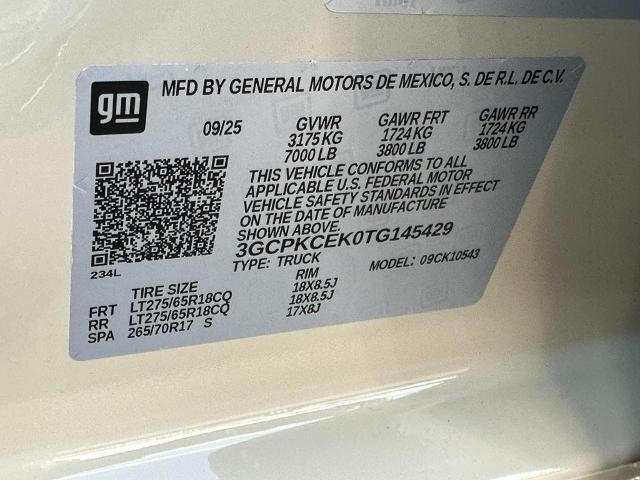 gm
MFD BY GENERAL MOTORS DE MEXICO, S. DE R.L. DE C.V.
09/25 GVWR GAWR FRT GAWR RR
3175 KG 1724 KG 1724 KG
7000 LB 3800 LB 3800 LB
THIS VEHICLE CONFORMS TO ALL
APPLICABLE U.S. FEDERAL MOTOR
VEHICLE SAFETY STANDARDS IN EFFECT
ON THE DATE OF MANUFACTURE
SHOWN ABOVE.
3GCPKCEK0TG145429
234L
TYPE: TRUCK MODEL: 09CK10543
TIRE SIZE RIM
FRT LT275/65R18CQ 18X8.5J
RR LT275/65R18CQ 18X8.5J
SPA 265/70R17 S 17X8J